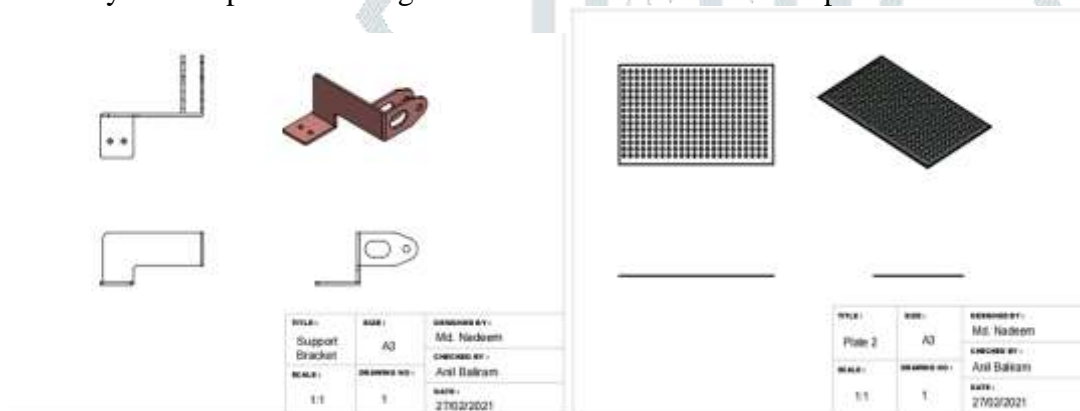 TITLE :
Support
Bracket
SIZE :
A3
DESIGNED BY :
Md. Nadeem
CHECKED BY :
Anil Balkram
SCALE :
1:1
DRAWING NO :
1
DATE :
27/02/2021
TITLE :
Plate 2
SIZE :
A3
DESIGNED BY :
Md. Nadeem
CHECKED BY :
Anil Balkram
SCALE :
1:1
DRAWING NO :
1
DATE :
27/02/2021